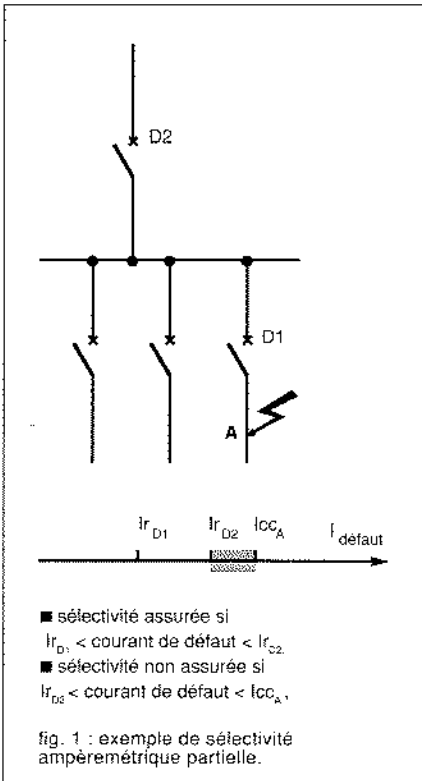 D2
D1
A
Ir D1 Ir D2 Icc A I défaut
■ sélectivité assurée si
Ir D1 < courant de défaut < Ir D2.
■ sélectivité non assurée si
Ir D2 < courant de défaut < Icc A,
fig. 1 : exemple de sélectivité
ampèremétrique partielle.